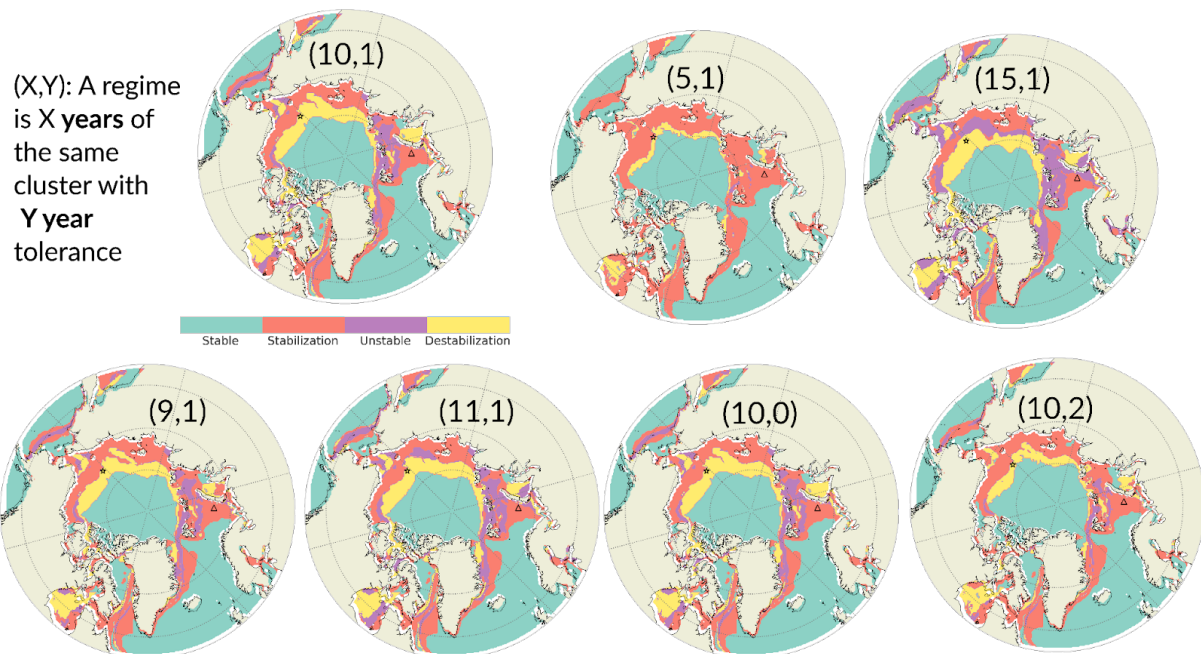 (X,Y): A regime
is X years of
the same
cluster with
Y year
tolerance
(10,1)
(5,1)
(15,1)
Stable Stabilization Unstable Destabilization
(9,1)
(11,1)
(10,0)
(10,2)